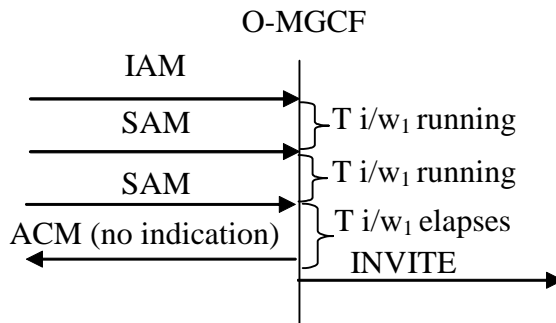 O-MGCF
IAM
T i/w₁ running
SAM
T i/w₁ running
SAM
T i/w₁ elapses
ACM (no indication)
INVITE